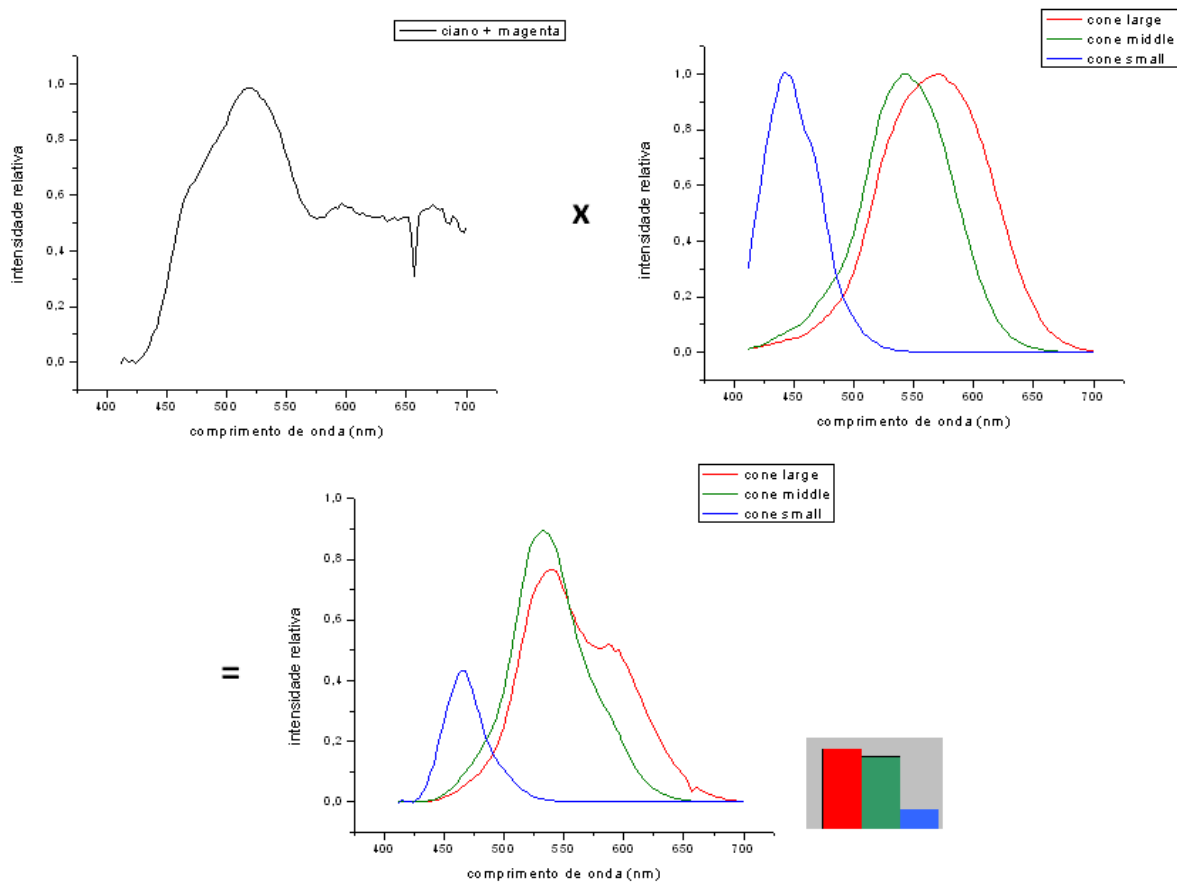 ciano + magenta
1,0
0,8
0,6
0,4
0,2
0,0
intensidade relativa
400 450 500 550 600 650 700
comprimento de onda (nm)
X
cone large
cone middle
cone small
1,0
0,8
0,6
0,4
0,2
0,0
intensidade relativa
400 450 500 550 600 650 700
comprimento de onda (nm)
=
cone large
cone middle
cone small
1,0
0,8
0,6
0,4
0,2
0,0
intensidade relativa
400 450 500 550 600 650 700
comprimento de onda (nm)